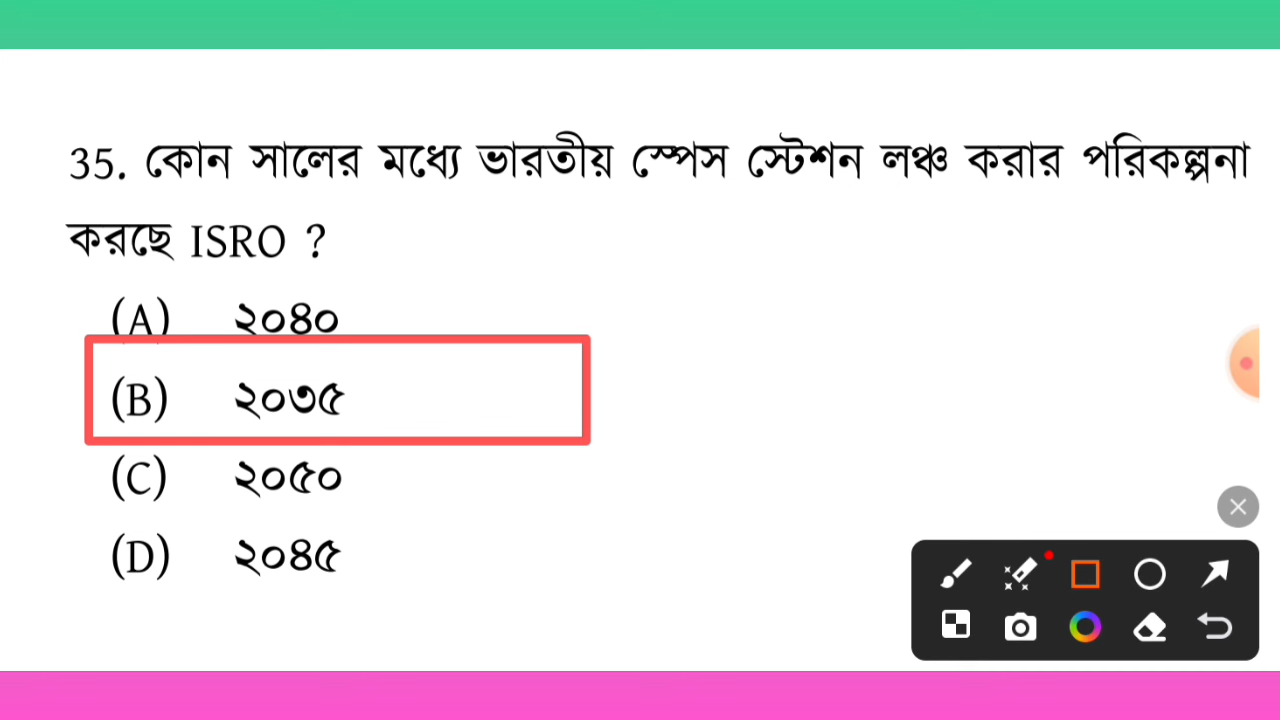 35. কোন সালের মধ্যে ভারতীয় স্পেস স্টেশন লঞ্চ করার পরিকল্পনা
করছে ISRO ?
(A) ২০৪০
(B) ২০৩৫
(C) ২০৫০
(D) ২০৪৫